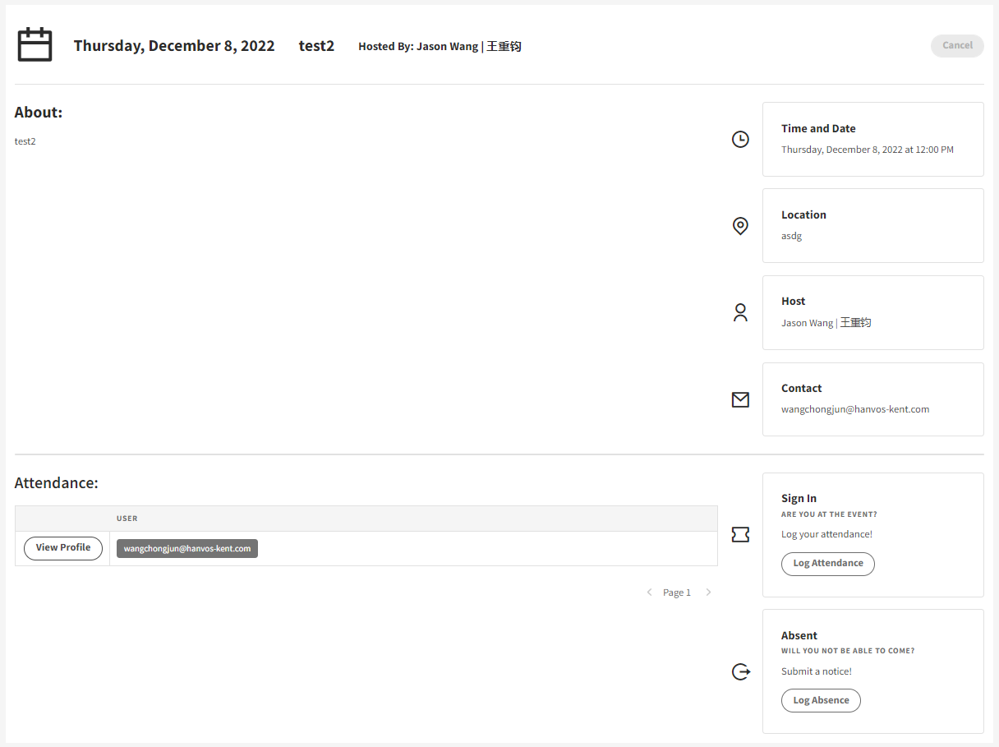 Thursday, December 8, 2022 test2 Hosted By: Jason Wang | 王重钧 Cancel
About:
test2
Time and Date
Thursday, December 8, 2022 at 12:00 PM
Location
asdg
Host
Jason Wang | 王重钧
Contact
wangchongjun@hanvos-kent.com
Attendance:
USER
View Profile wangchongjun@hanvos-kent.com
Page 1
Sign In
ARE YOU AT THE EVENT?
Log your attendance!
Log Attendance
Absent
WILL YOU NOT BE ABLE TO COME?
Submit a notice!
Log Absence